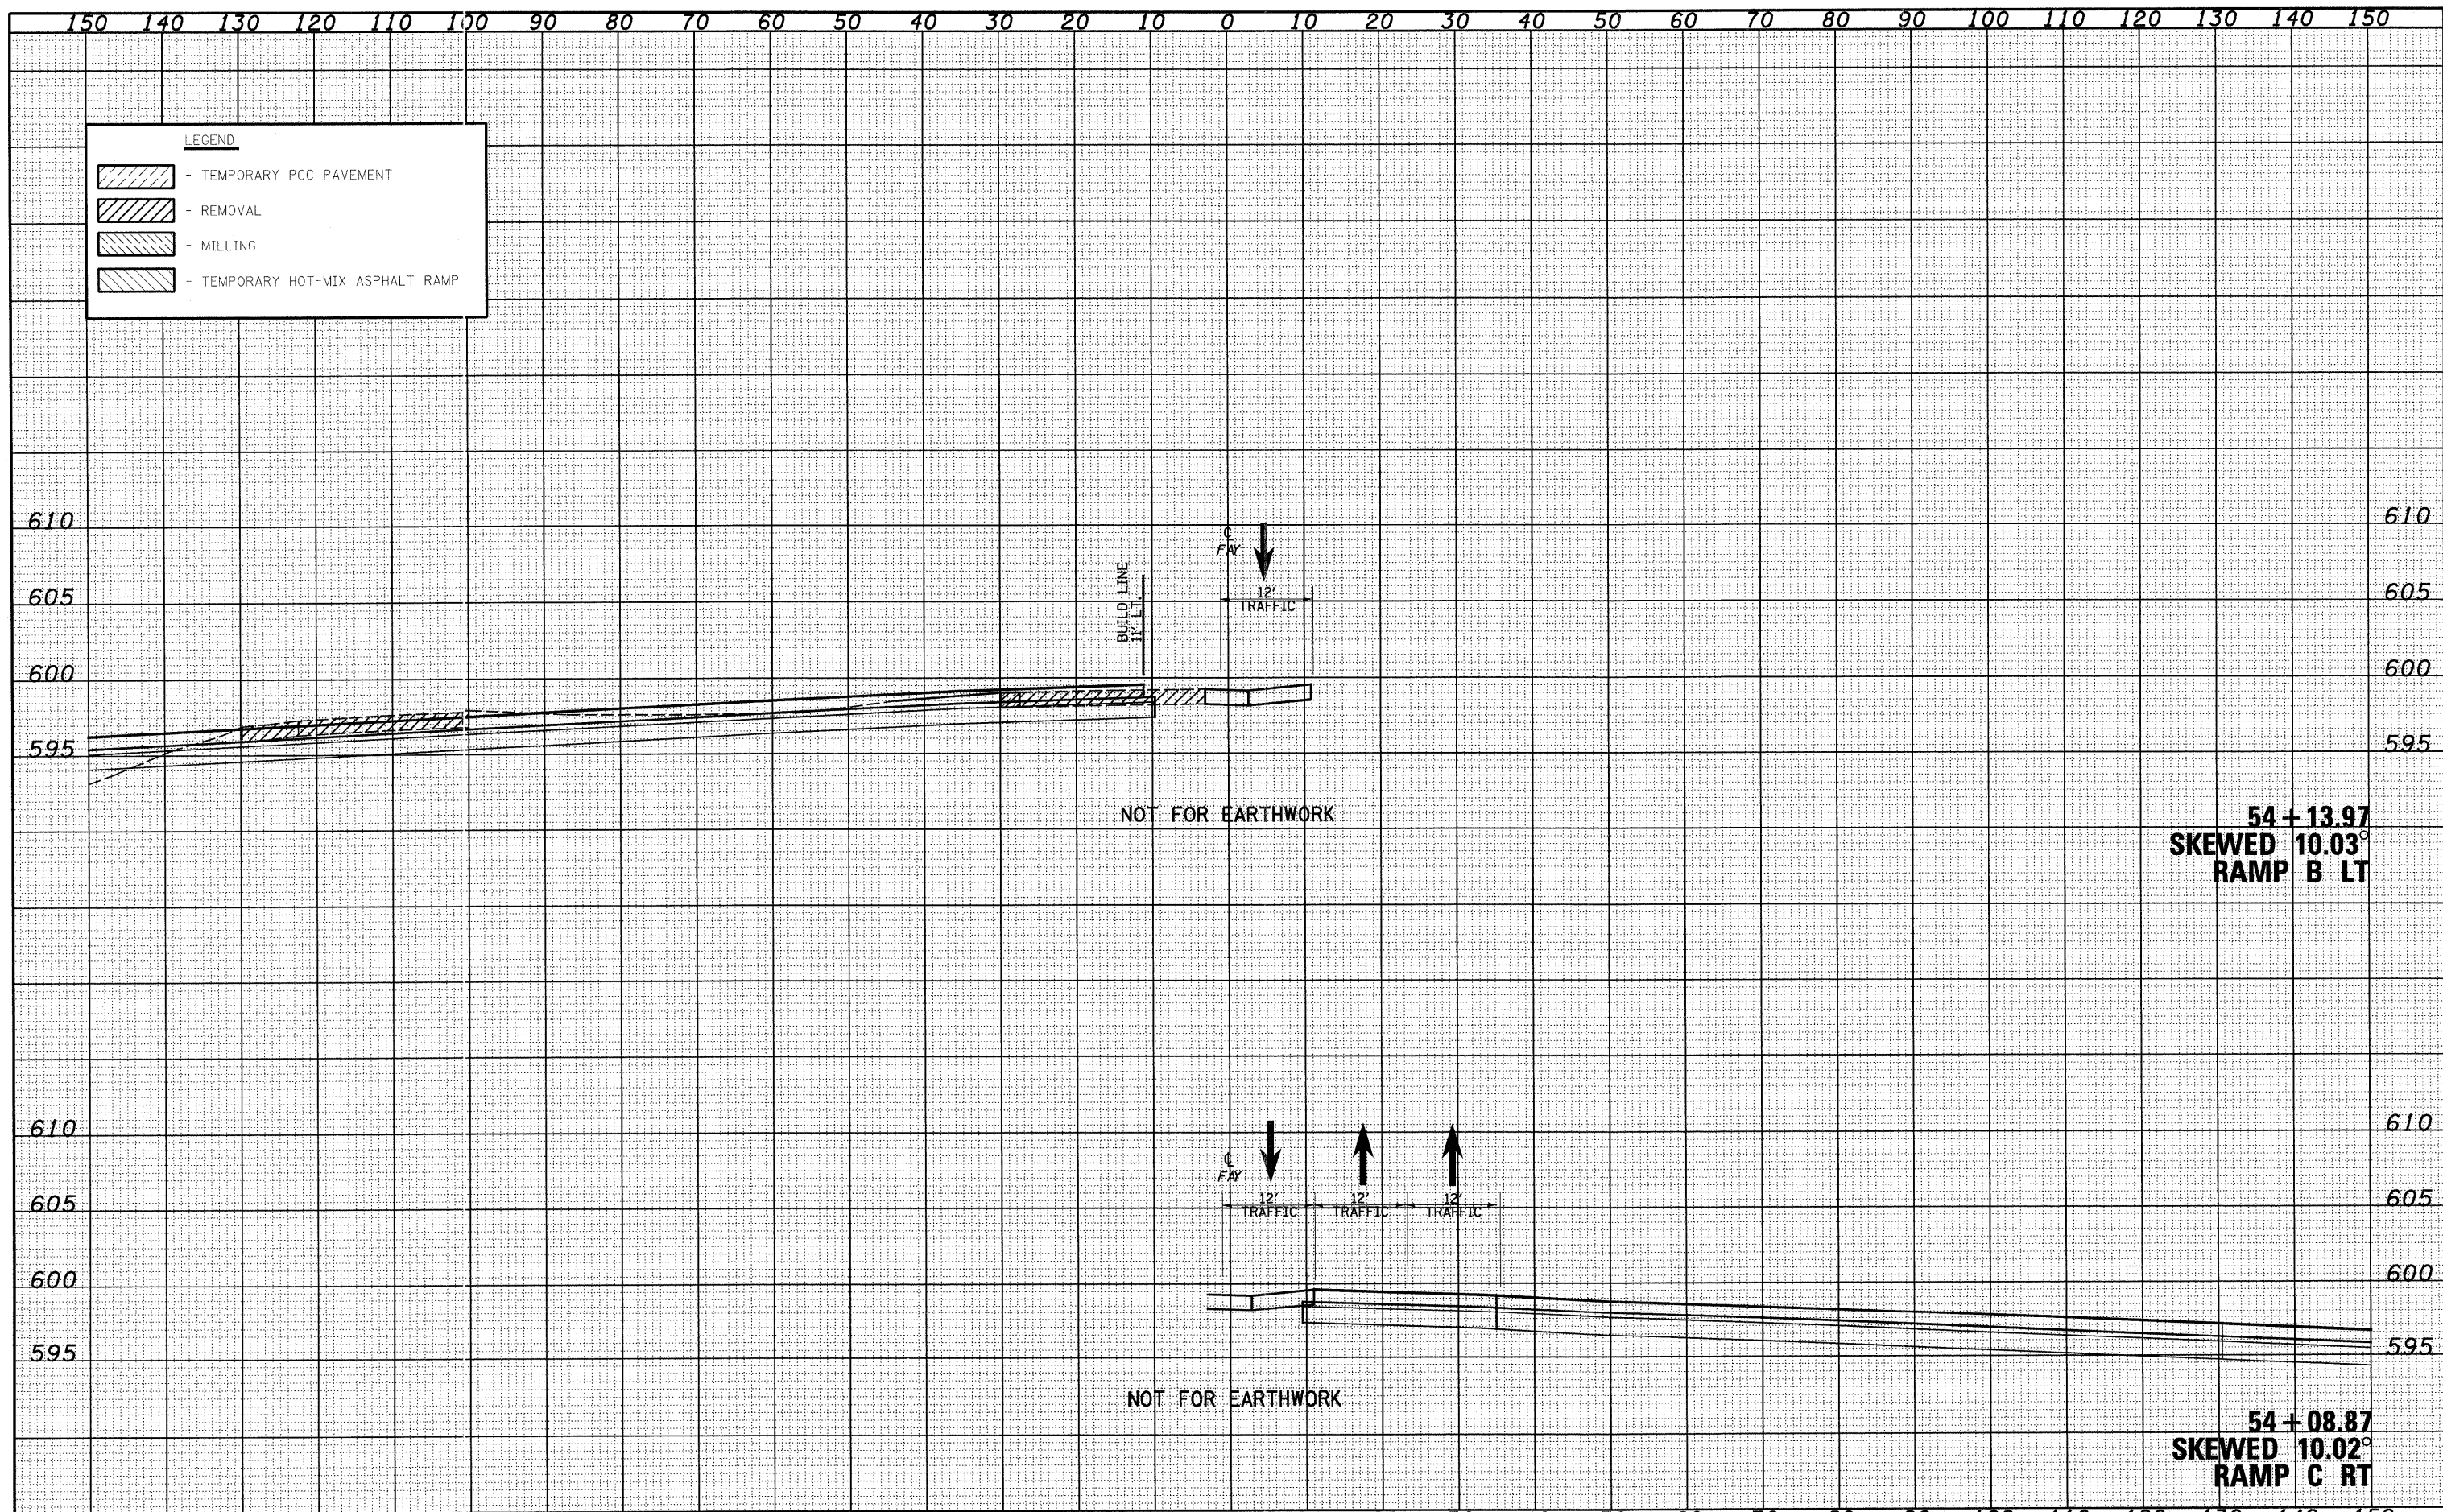 150 140 130 120 110 100 90 80 70 60 50 40 30 20 10 0 10 20 30 40 50 60 70 80 90 100 110 120 130 140 150
LEGEND
- TEMPORARY PCC PAVEMENT
- REMOVAL
- MILLING
- TEMPORARY HOT-MIX ASPHALT RAMP
610
605
600
595
BUILD LINE
11' LT.
℄
FAY
12'
TRAFFIC
610
605
600
595
NOT FOR EARTHWORK
54+13.97
SKEWED 10.03°
RAMP B LT
610
605
600
595
℄
FAY
12' 12' 12'
TRAFFIC TRAFFIC TRAFFIC
610
605
600
595
NOT FOR EARTHWORK
54+08.87
SKEWED 10.02°
RAMP C RT